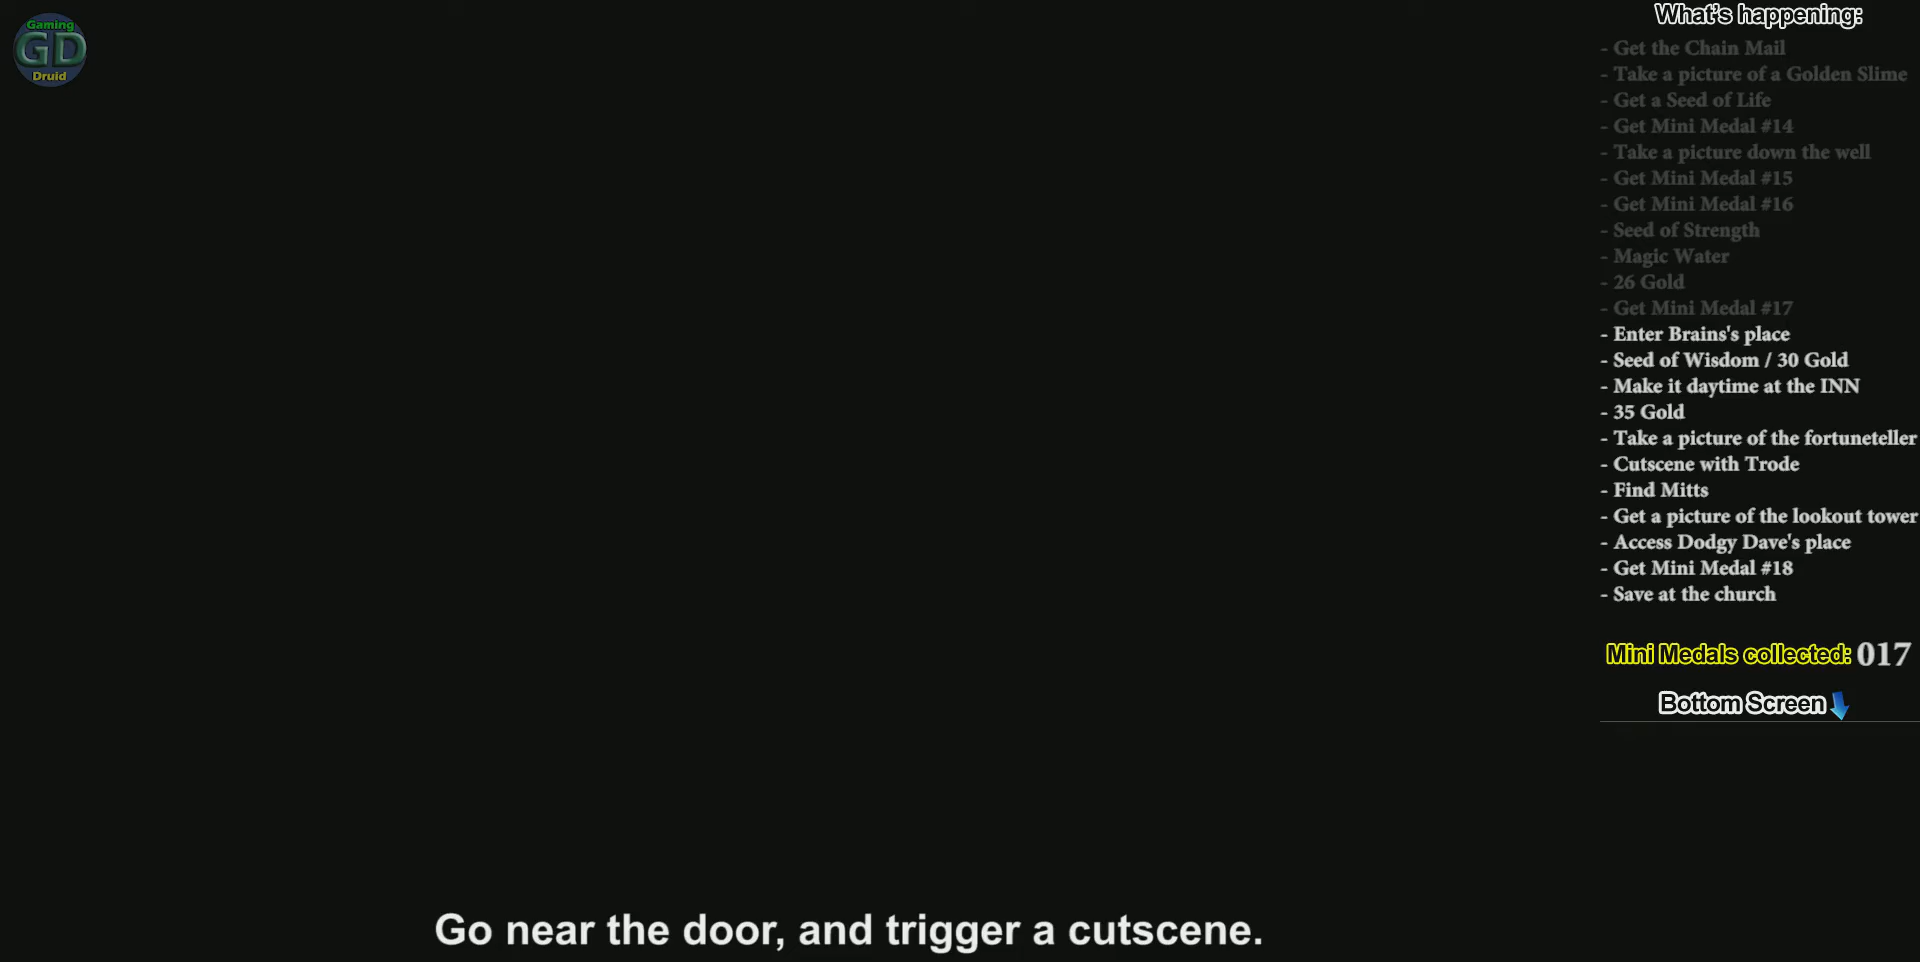 Gaming
GD
Druid
What's happening:
- Get the Chain Mail
- Take a picture of a Golden Slime
- Get a Seed of Life
- Get Mini Medal #14
- Take a picture down the well
- Get Mini Medal #15
- Get Mini Medal #16
- Seed of Strength
- Magic Water
- 26 Gold
- Get Mini Medal #17
- Enter Brains's place
- Seed of Wisdom / 30 Gold
- Make it daytime at the INN
- 35 Gold
- Take a picture of the fortuneteller
- Cutscene with Trode
- Find Mitts
- Get a picture of the lookout tower
- Access Dodgy Dave's place
- Get Mini Medal #18
- Save at the church
Mini Medals collected: 017
Bottom Screen
Go near the door, and trigger a cutscene.